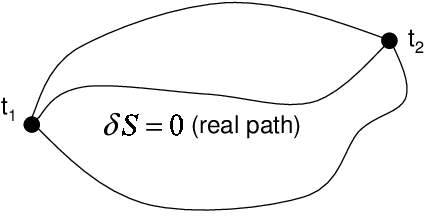 t₂
t₁
δS = 0 (real path)